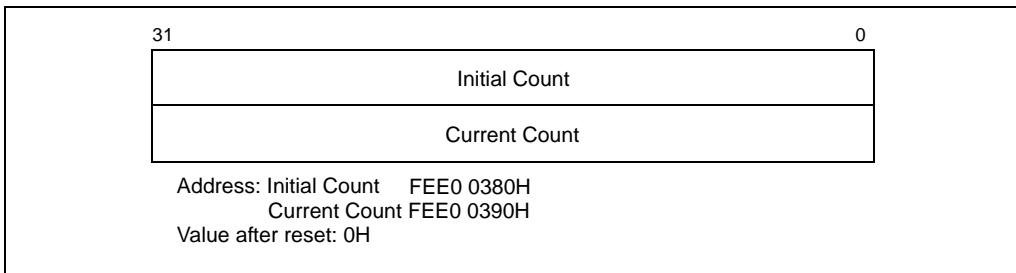 31 0
Initial Count
Current Count
Address: Initial Count FEE0 0380H
Current Count FEE0 0390H
Value after reset: 0H